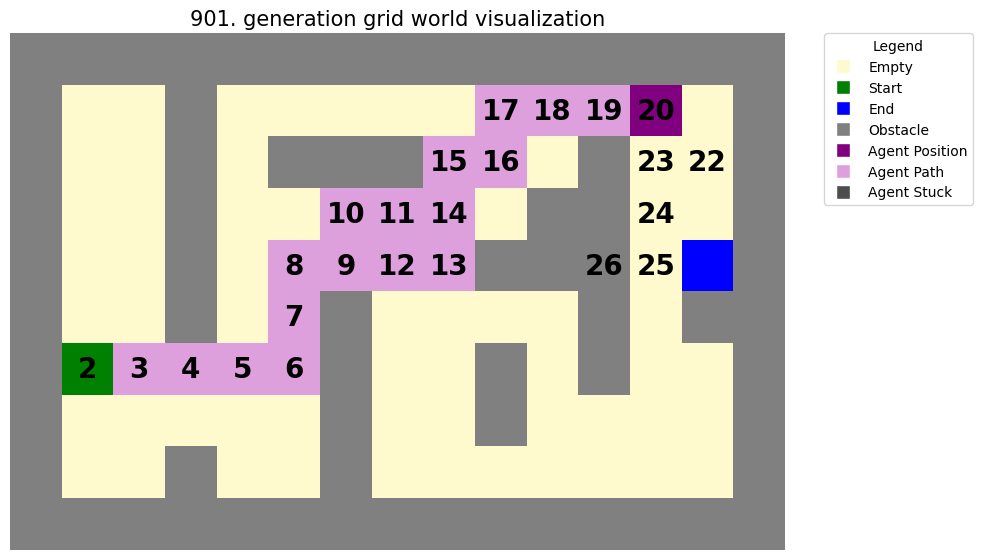 901. generation grid world visualization
17 18 19 20
15 16 23 22
10 11 14 24
8 9 12 13 26 25
7
2 3 4 5 6
Legend
Empty
Start
End
Obstacle
Agent Position
Agent Path
Agent Stuck